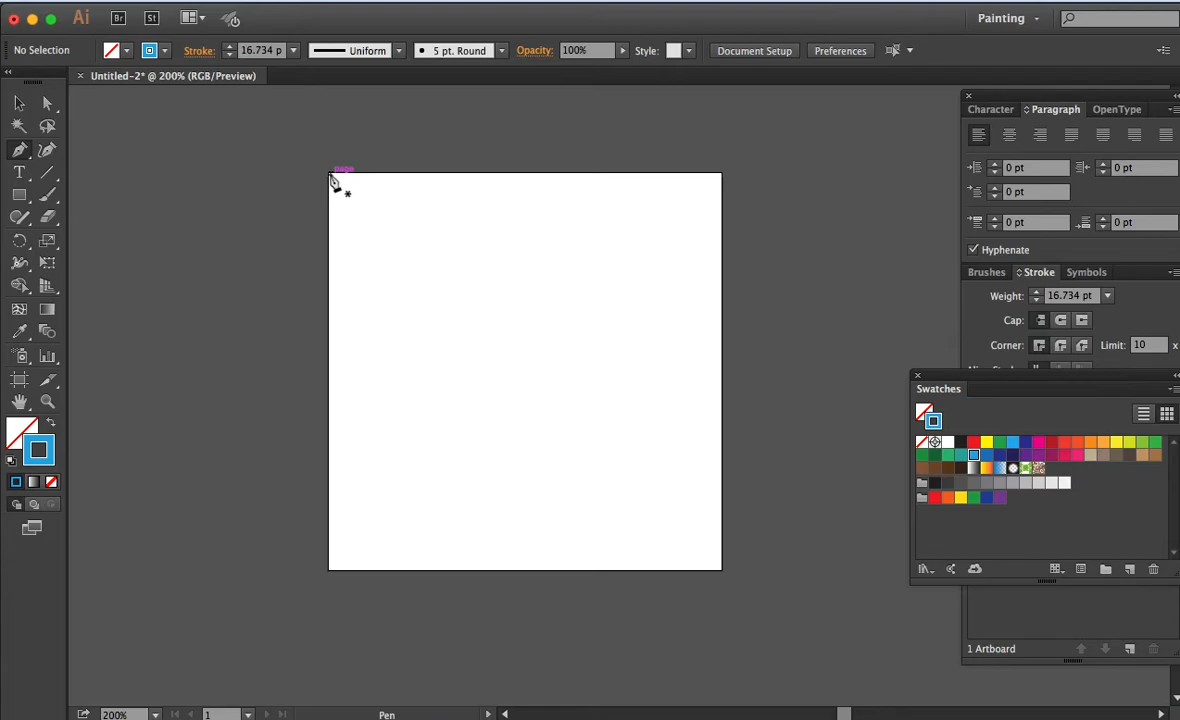 Ai Br St Painting
No Selection Stroke: 16.734 p Uniform 5 pt. Round Opacity: 100% Style: Document Setup Preferences
Untitled-2* @ 200% (RGB/Preview)
Character Paragraph OpenType
page
0 pt 0 pt
0 pt
0 pt 0 pt
Hyphenate
Brushes Stroke Symbols
Weight: 16.734 pt
Cap:
Corner: Limit: 10 x
Swatches
1 Artboard
200% 1 Pen